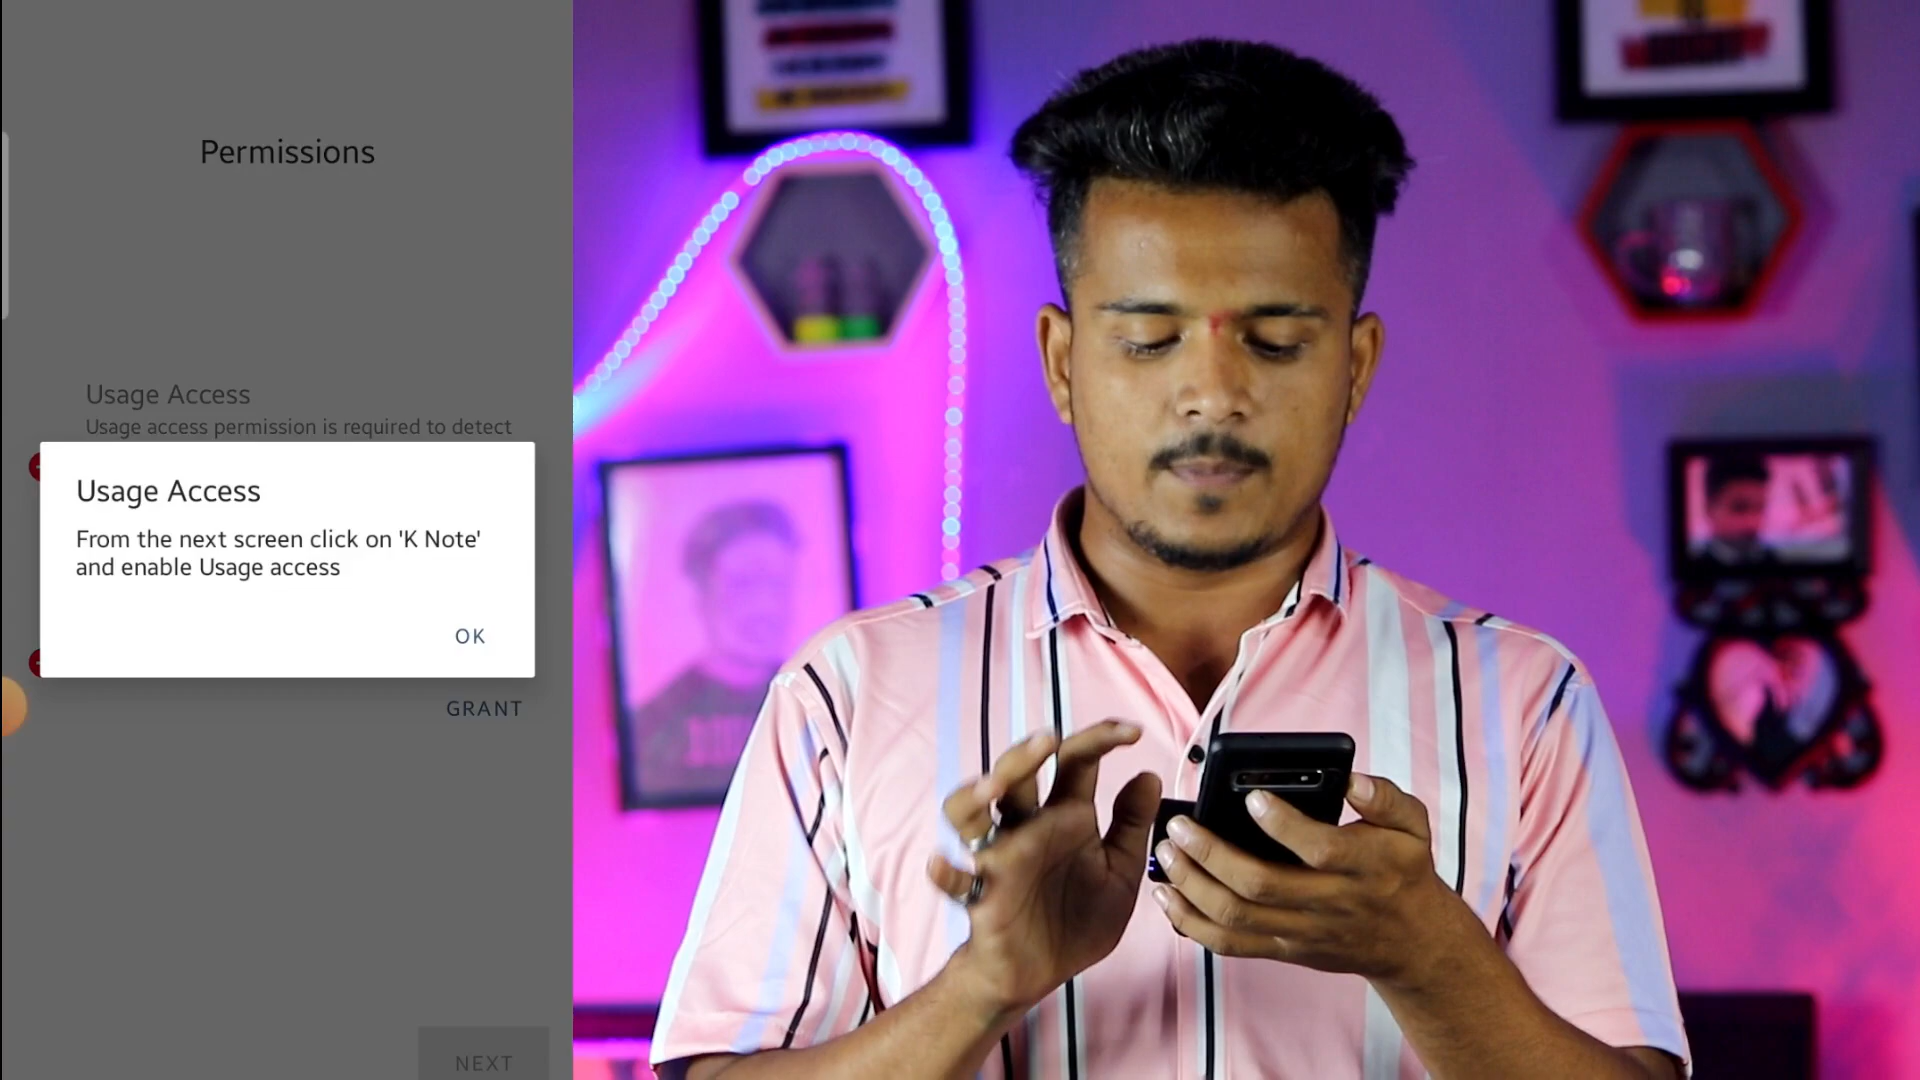 Permissions
Usage Access
Usage access permission is required to detect
Usage Access
From the next screen click on 'K Note'
and enable Usage access
OK
GRANT
NEXT